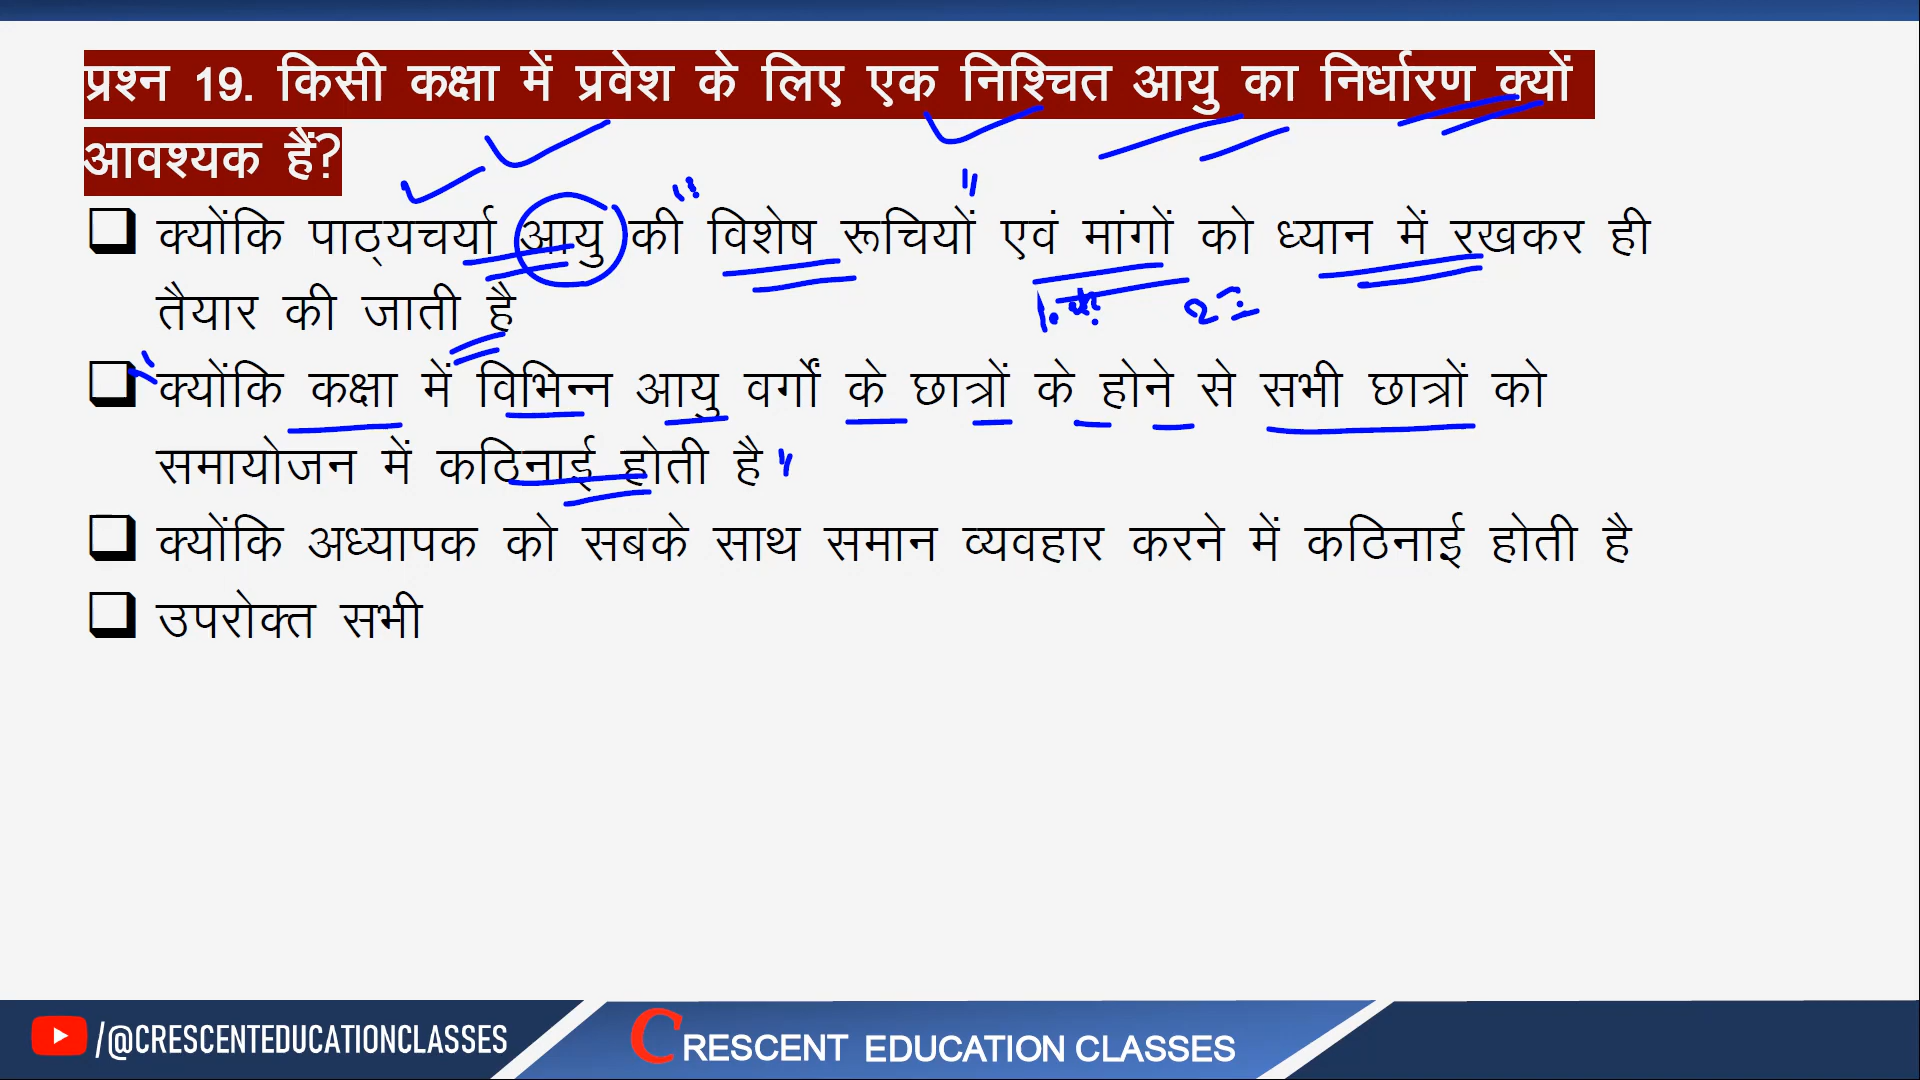 प्रश्न 19. किसी कक्षा में प्रवेश के लिए एक निश्चित आयु का निर्धारण क्यों
आवश्यक हैं?
क्योंकि पाठ्यचर्या आयु की विशेष रूचियों एवं मांगों को ध्यान में रखकर ही
तैयार की जाती है
क्योंकि कक्षा में विभिन्न आयु वर्गों के छात्रों के होने से सभी छात्रों को
समायोजन में कठिनाई होती है
क्योंकि अध्यापक को सबके साथ समान व्यवहार करने में कठिनाई होती है
उपरोक्त सभी
/@CRESCENTEDUCATIONCLASSES
CRESCENT EDUCATION CLASSES